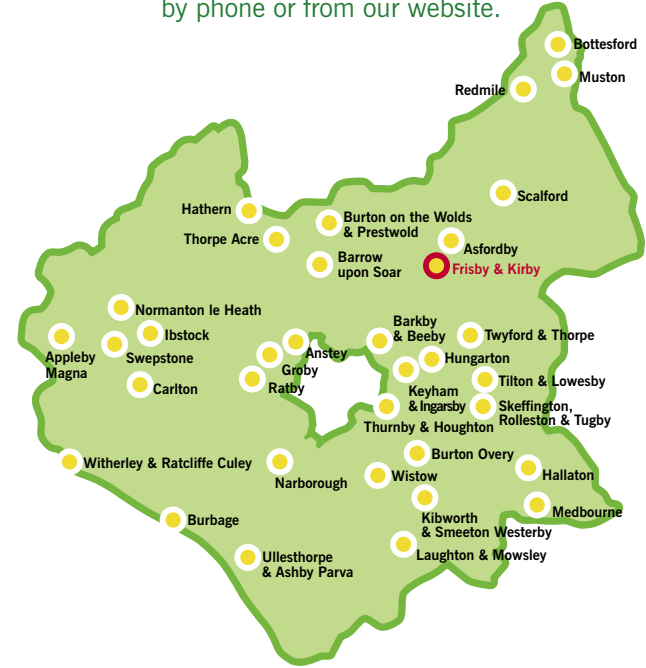 by phone or from our website.
Bottesford
Muston
Redmile
Scalford
Hathern
Burton on the Wolds
& Prestwold
Thorpe Acre
Asfordby
Barrow
upon Soar
Frisby & Kirby
Normanton le Heath
Barkby
& Beeby
Ibstock
Twyford & Thorpe
Appleby
Magna
Swepstone
Anstey
Hungarton
Groby
Carlton
Ratby
Keyham
& Ingarsby
Tilton & Lowesby
Skeffington,
Rolleston & Tugby
Thurnby & Houghton
Burton Overy
Witherley & Ratcliffe Culey
Narborough
Wistow
Hallaton
Medbourne
Burbage
Kibworth
& Smeeton Westerby
Ullesthorpe
& Ashby Parva
Laughton & Mowsley